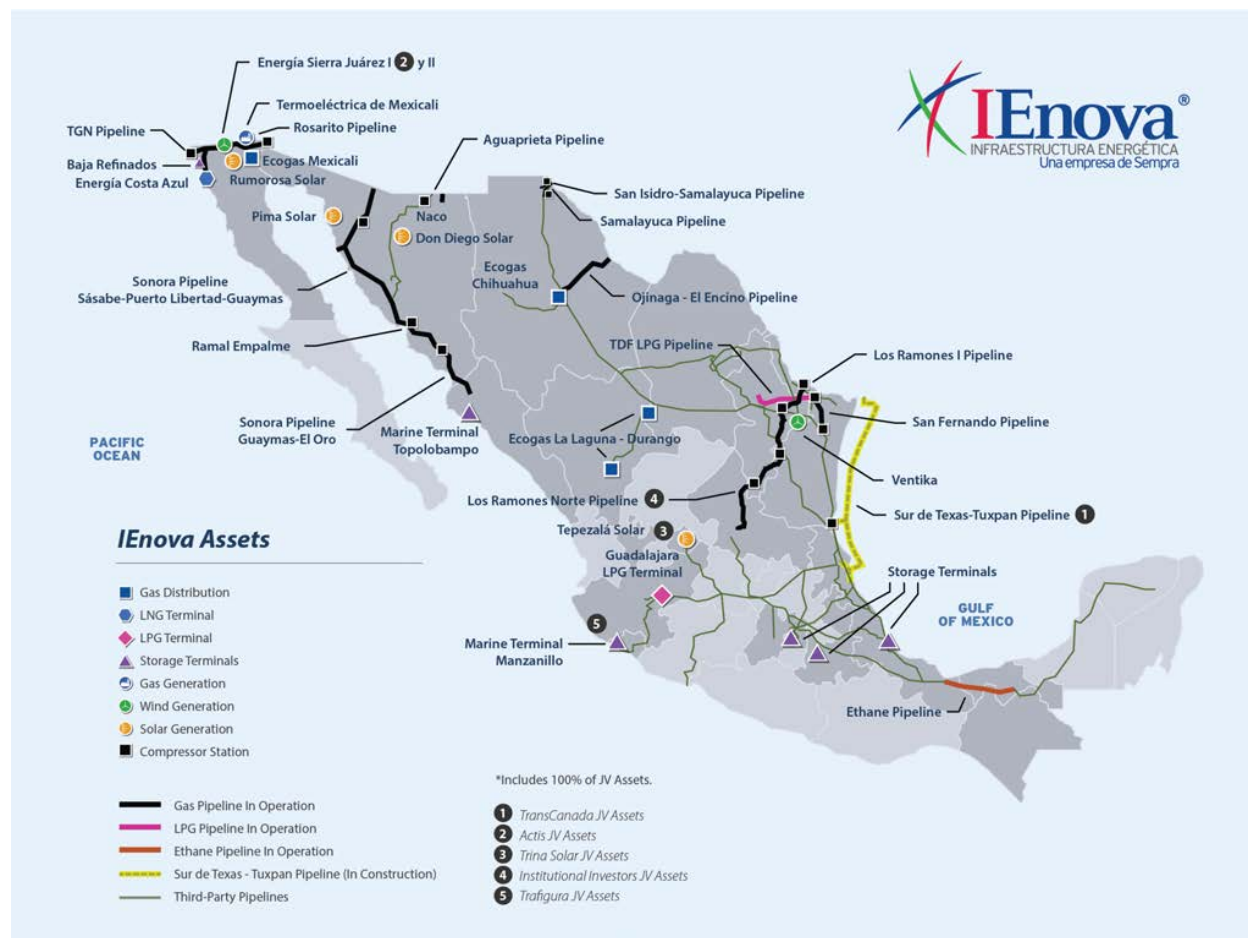 Energía Sierra Juárez I 2 y II
Termoeléctrica de Mexicali
TGN Pipeline
Rosarito Pipeline
Baja Refinados
Ecogas Mexicali
Energía Costa Azul
Rumorosa Solar
Aguaprieta Pipeline
IEnova®
INFRAESTRUCTURA ENERGÉTICA
Una empresa de Sempra
San Isidro-Samalayuca Pipeline
Samalayuca Pipeline
Pima Solar
Naco
Don Diego Solar
Ecogas
Chihuahua
Sonora Pipeline
Sásabe-Puerto Libertad-Guaymas
Ojinaga - El Encino Pipeline
Ramal Empalme
TDF LPG Pipeline
Los Ramones I Pipeline
Sonora Pipeline
Guaymas-El Oro
Marine Terminal
Topolobampo
Ecogas La Laguna - Durango
San Fernando Pipeline
PACIFIC
OCEAN
Ventika
Los Ramones Norte Pipeline 4
Sur de Texas-Tuxpan Pipeline 1
Tepezalá Solar 3
Guadalajara
LPG Terminal
Storage Terminals
GULF
OF MEXICO
5
Marine Terminal
Manzanillo
Ethane Pipeline
IEnova Assets
Gas Distribution
LNG Terminal
LPG Terminal
Storage Terminals
Gas Generation
Wind Generation
Solar Generation
Compressor Station
Gas Pipeline In Operation
LPG Pipeline In Operation
Ethane Pipeline In Operation
Sur de Texas - Tuxpan Pipeline (In Construction)
Third-Party Pipelines
*Includes 100% of JV Assets.
1 TransCanada JV Assets
2 Actis JV Assets
3 Trina Solar JV Assets
4 Institutional Investors JV Assets
5 Trafigura JV Assets